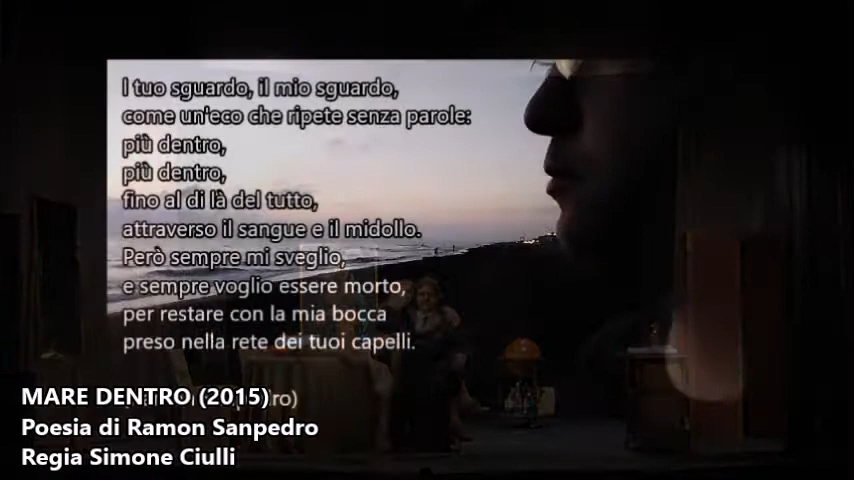 I tuo sguardo, il mio sguardo,
come un'eco che ripete senza parole:
più dentro,
più dentro,
fino al di là del tutto,
attraverso il sangue e il midollo.
Però sempre mi sveglio,
e sempre voglio essere morto,
per restare con la mia bocca
preso nella rete dei tuoi capelli.
MARE DENTRO (2015)
Poesia di Ramon Sanpedro
Regia Simone Ciulli